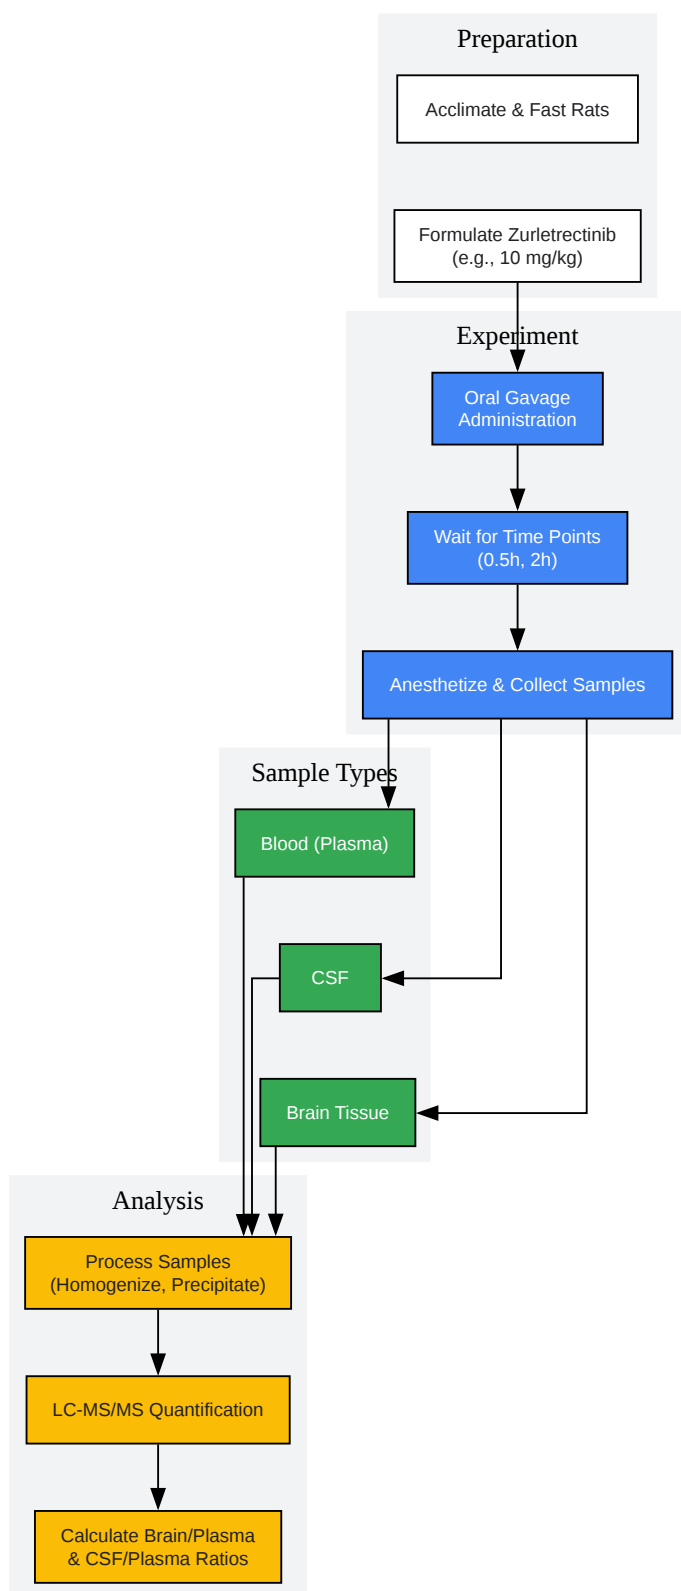 Preparation
Acclimate & Fast Rats
Formulate Zurletrectinib
(e.g., 10 mg/kg)
Experiment
Oral Gavage
Administration
Wait for Time Points
(0.5h, 2h)
Anesthetize & Collect Samples
Sample Types
Blood (Plasma)
CSF
Brain Tissue
Analysis
Process Samples
(Homogenize, Precipitate)
LC-MS/MS Quantification
Calculate Brain/Plasma
& CSF/Plasma Ratios